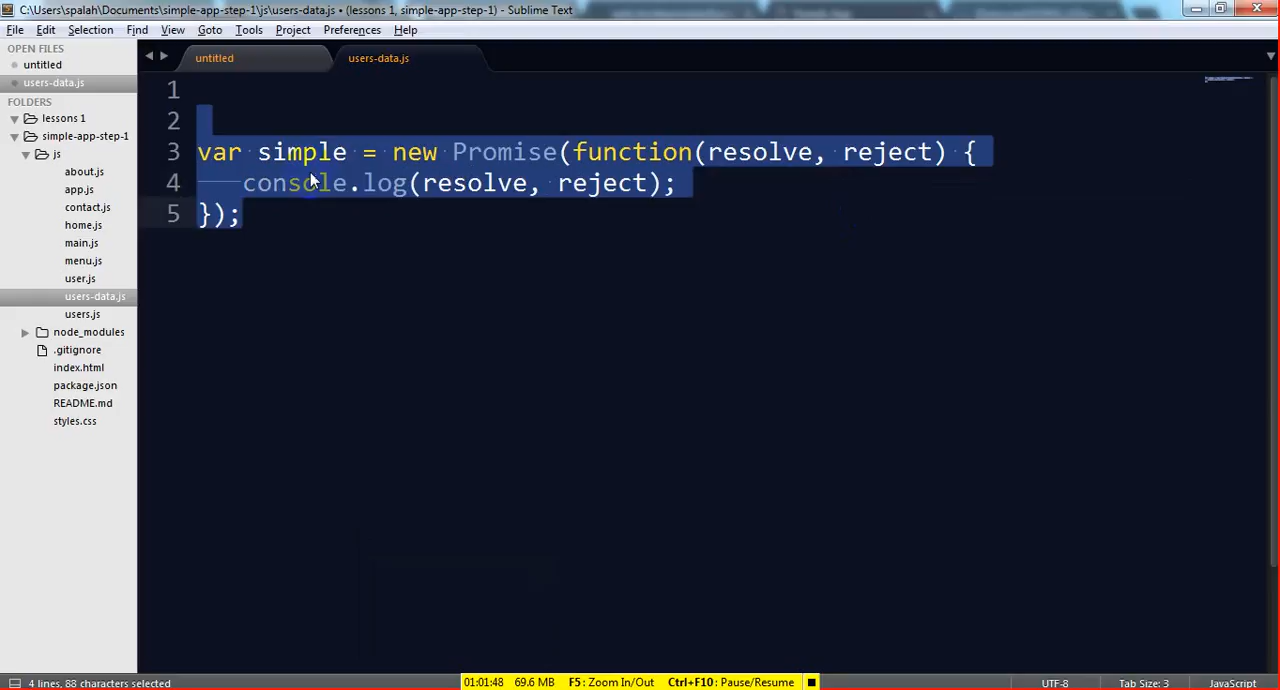 C:\Users\spalah\Documents\simple-app-step-1\js\users-data.js • (lessons 1, simple-app-step-1) - Sublime Text
File Edit Selection Find View Goto Tools Project Preferences Help
OPEN FILES
untitled
users-data.js
FOLDERS
lessons 1
simple-app-step-1
js
about.js
app.js
contact.js
home.js
main.js
menu.js
user.js
users-data.js
users.js
node_modules
.gitignore
index.html
package.json
README.md
styles.css
untitled users-data.js
1
2
3 var simple = new Promise(function(resolve, reject) {
4 console.log(resolve, reject);
5 });
4 lines, 88 characters selected
01:01:48 69.6 MB F5: Zoom In/Out Ctrl+F10: Pause/Resume
UTF-8 Tab Size: 3 JavaScript